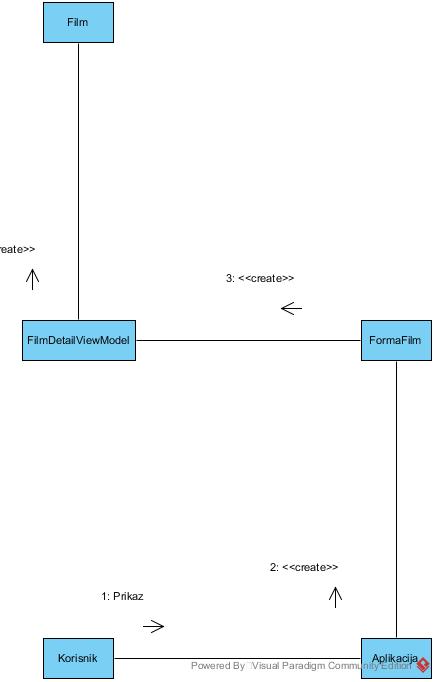 Film
reate>>
3: <<create>>
FilmDetailViewModel
FormaFilm
2: <<create>>
1: Prikaz
Korisnik
Aplikacija
Powered By Visual Paradigm Community Edition